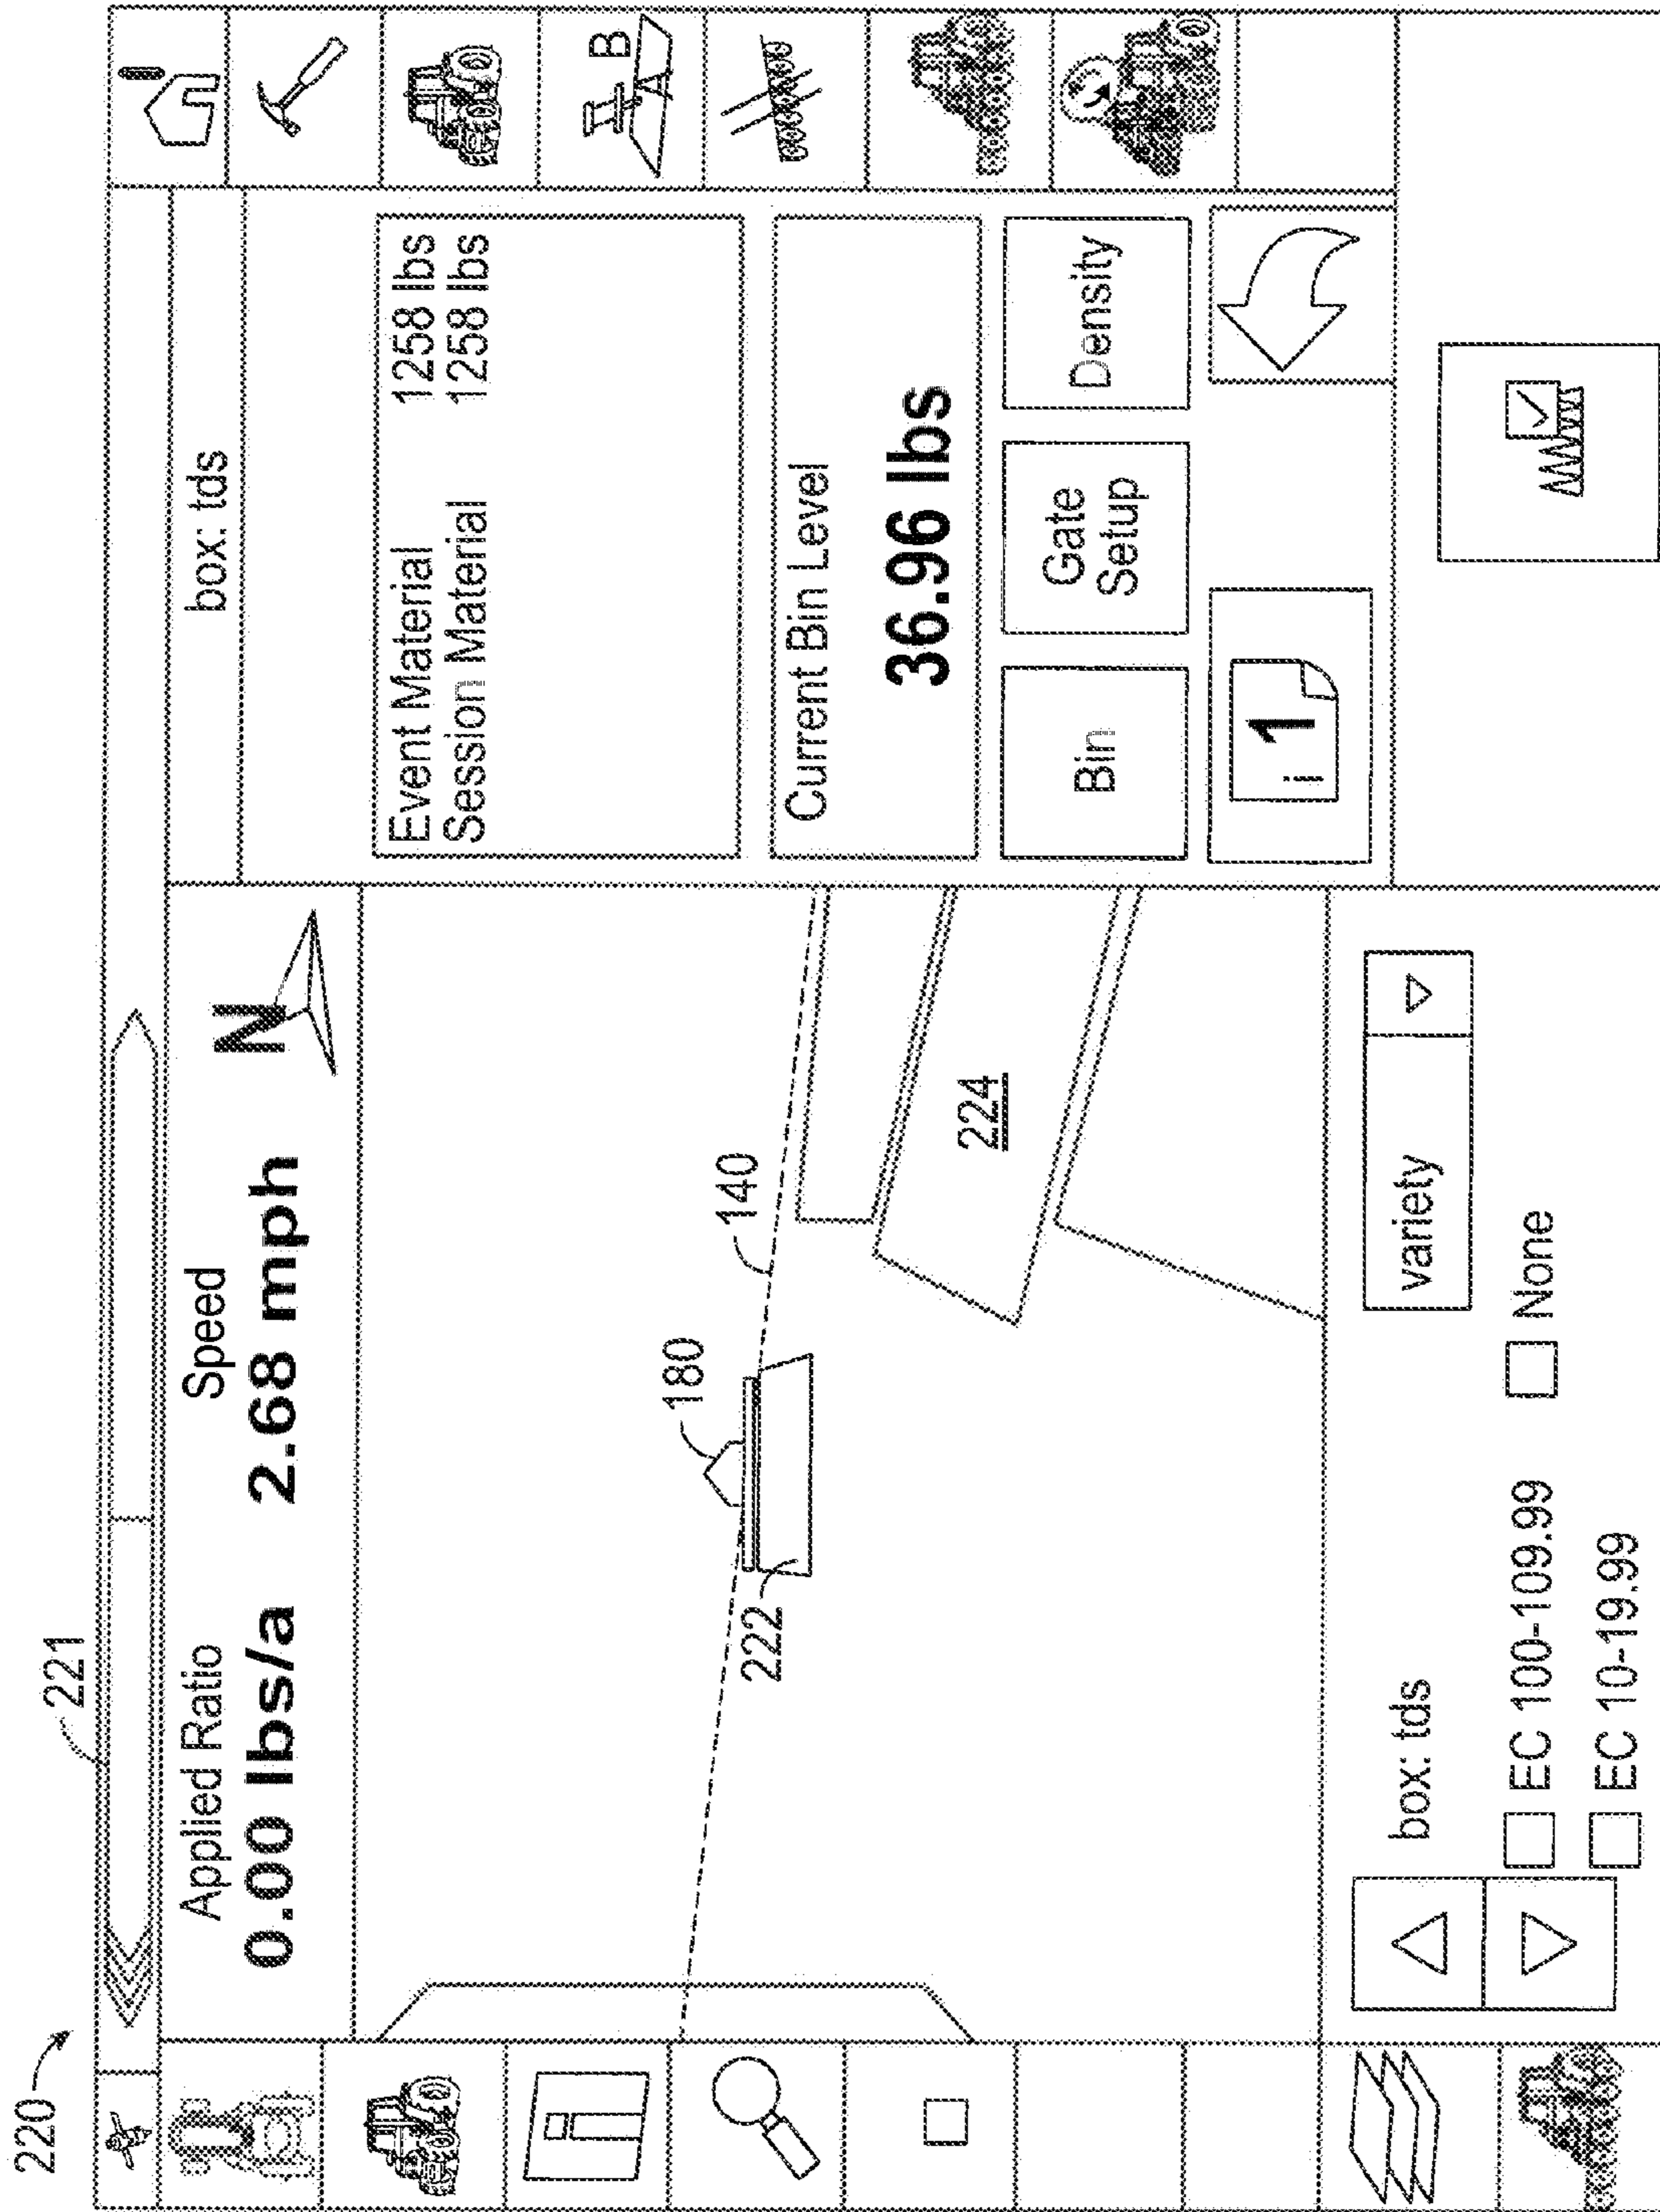 220
221
Applied Ratio
0.00 lbs/a
Speed
2.68 mph
N
180
140
222
224
box: tds
variety
EC 100-109.99
None
EC 10-19.99
box: tds
Event Material 1258 lbs
Session Material 1258 lbs
Current Bin Level
36.96 lbs
Bin
Gate
Setup
Density
i 1
A
B